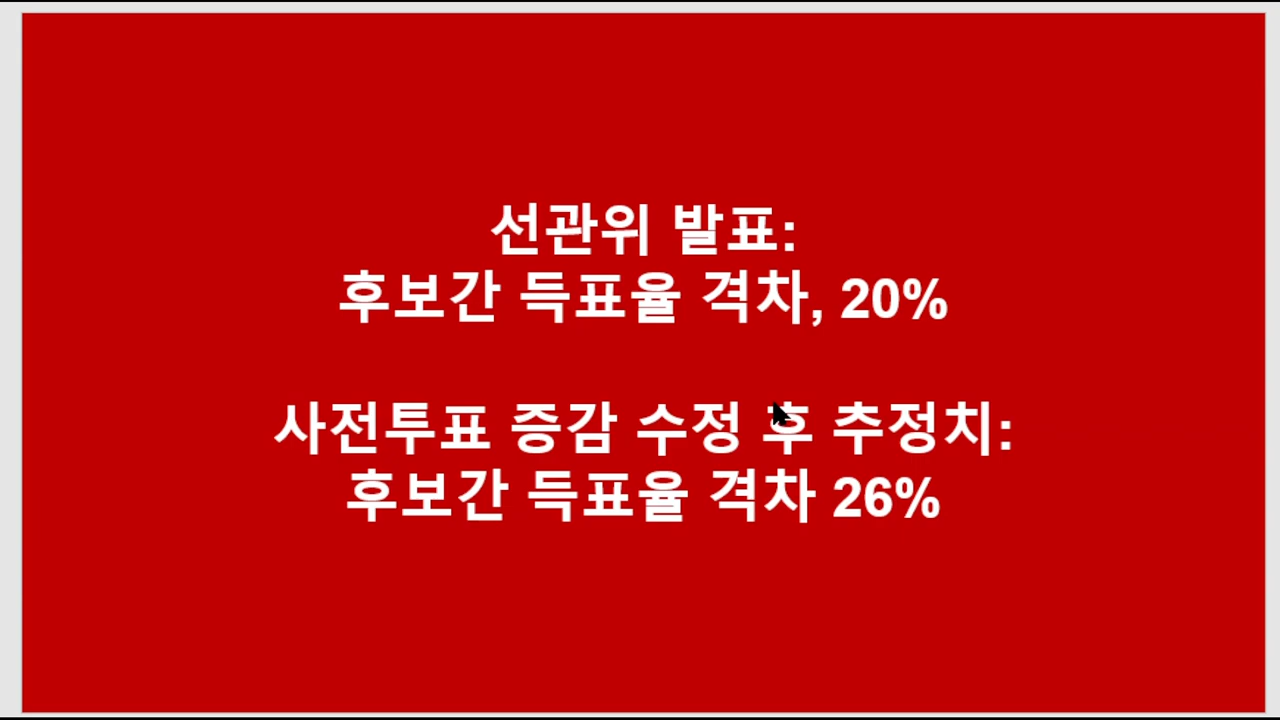 선관위 발표:
후보간 득표율 격차, 20%
사전투표 증감 수정 후 추정치:
후보간 득표율 격차 26%